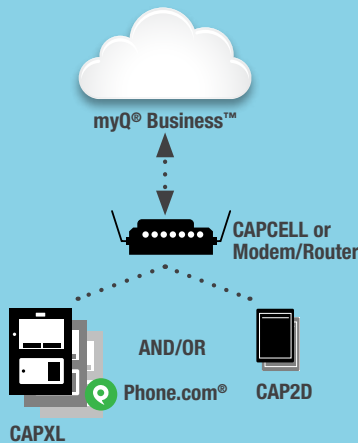 myQ® Business™
CAPCELL or
Modem/Router
AND/OR
Phone.com®
CAP2D
CAPXL